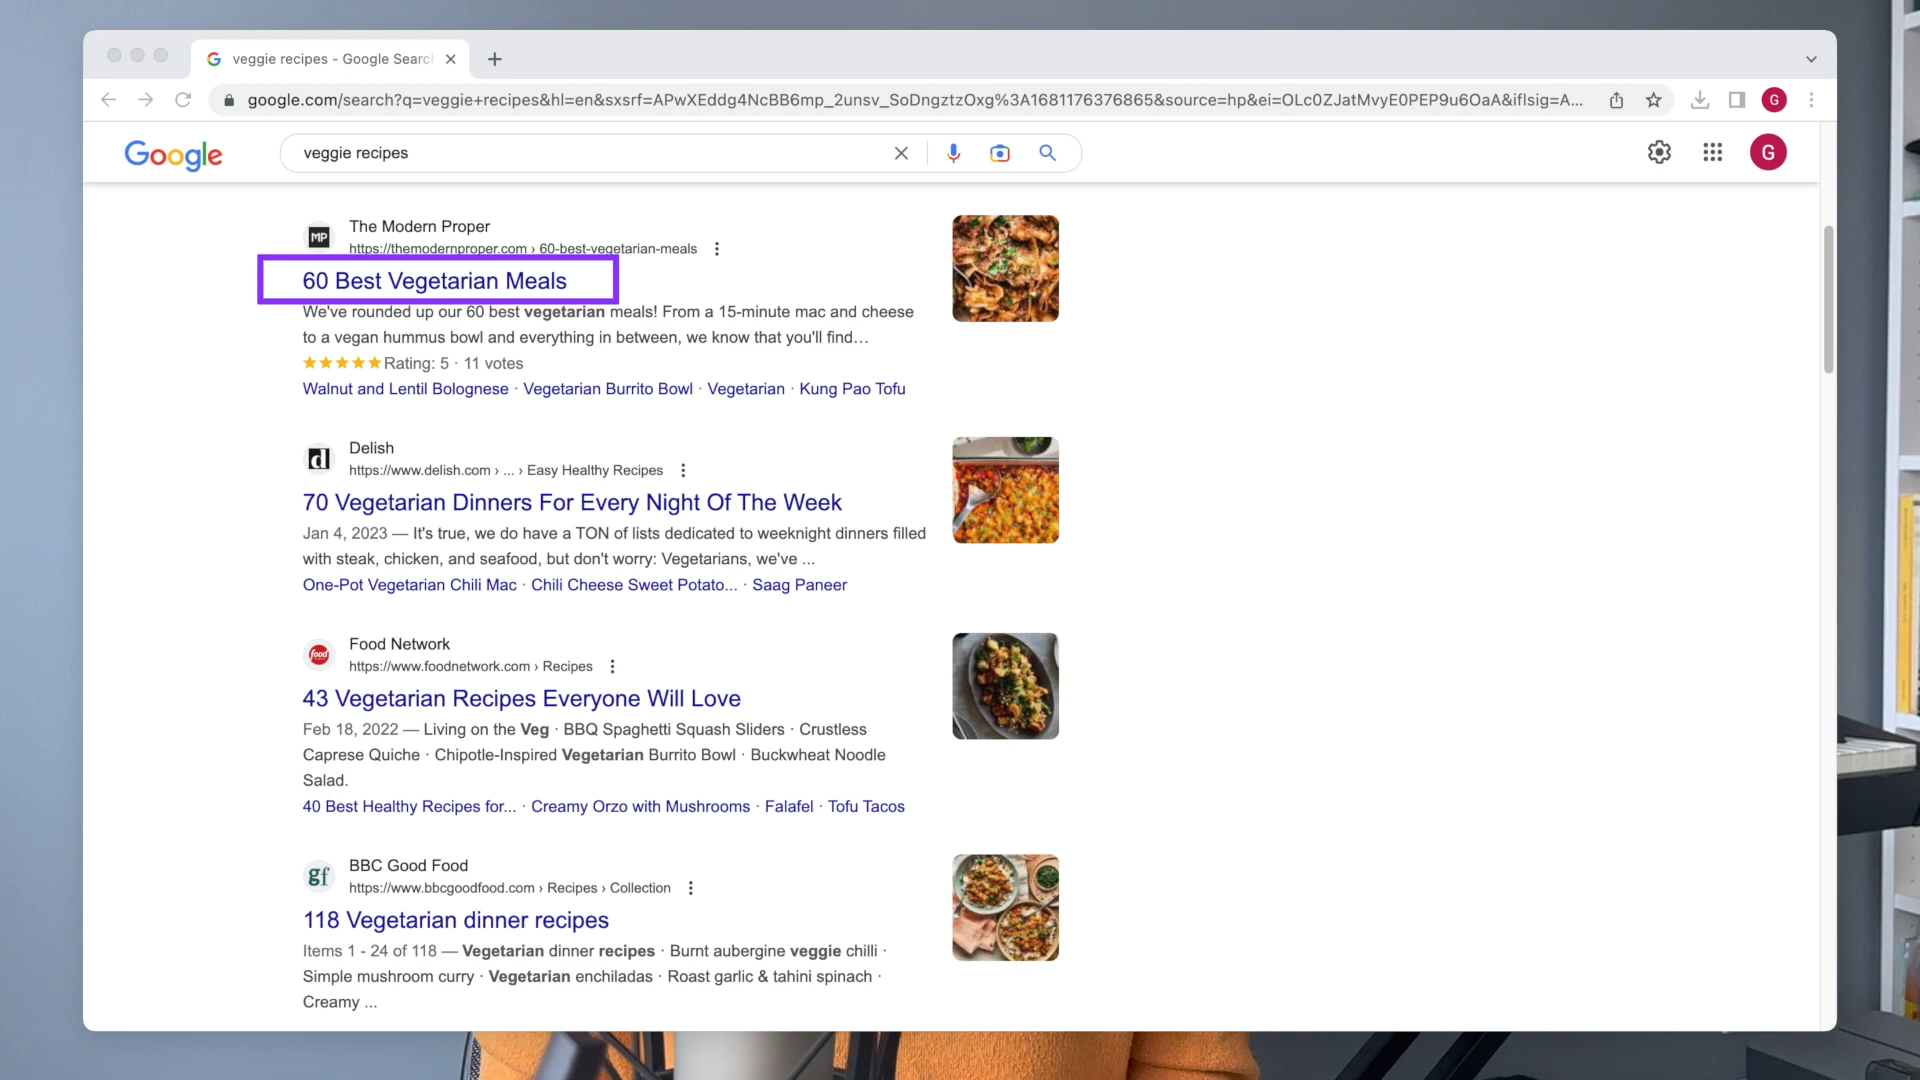 veggie recipes - Google Searc
google.com/search?q=veggie+recipes&hl=en&sxsrf=APwXEddg4NcBB6mp_2unsv_SoDngztzOxg%3A1681176376865&source=hp&ei=OLc0ZJatMvyE0PEP9u6OaA&iflsig=A...
G
Google
veggie recipes
G
The Modern Proper
MP
https://themodernproper.com › 60-best-vegetarian-meals
60 Best Vegetarian Meals
We've rounded up our 60 best vegetarian meals! From a 15-minute mac and cheese
to a vegan hummus bowl and everything in between, we know that you'll find...
Rating: 5 · 11 votes
Walnut and Lentil Bolognese · Vegetarian Burrito Bowl · Vegetarian · Kung Pao Tofu
Delish
d
https://www.delish.com › ... › Easy Healthy Recipes
70 Vegetarian Dinners For Every Night Of The Week
Jan 4, 2023 — It's true, we do have a TON of lists dedicated to weeknight dinners filled
with steak, chicken, and seafood, but don't worry: Vegetarians, we've ...
One-Pot Vegetarian Chili Mac · Chili Cheese Sweet Potato... · Saag Paneer
Food Network
food
https://www.foodnetwork.com › Recipes
43 Vegetarian Recipes Everyone Will Love
Feb 18, 2022 — Living on the Veg · BBQ Spaghetti Squash Sliders · Crustless
Caprese Quiche · Chipotle-Inspired Vegetarian Burrito Bowl · Buckwheat Noodle
Salad.
40 Best Healthy Recipes for... · Creamy Orzo with Mushrooms · Falafel · Tofu Tacos
BBC Good Food
gf
https://www.bbcgoodfood.com › Recipes › Collection
118 Vegetarian dinner recipes
Items 1 - 24 of 118 — Vegetarian dinner recipes · Burnt aubergine veggie chilli ·
Simple mushroom curry · Vegetarian enchiladas · Roast garlic & tahini spinach ·
Creamy ...